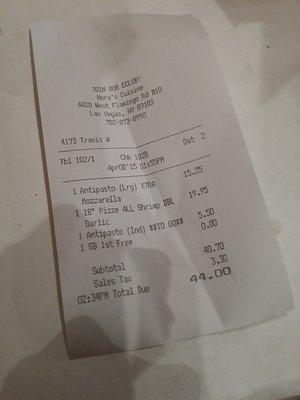 JOIN OUR ECLUB!
Nora's Cuisine
6020 West Flamingo Rd #10
Las Vegas, NV 89103
702-873-8990
4173 Travis W
Tbl 102/1 Chk 1828 Gst 2
Apr08'15 01:55PM
1 Antipasto (Lrg) XTRA 15.25
Mozzarella
1 18" Pizze ALL Shrimp DBL 19.95
Garlic
1 Antipasto (Ind) **TO GO** 5.50
1 GB 1st Free 0.00
Subtotal 40.70
Sales Tax 3.30
02:34PM Total Due 44.00